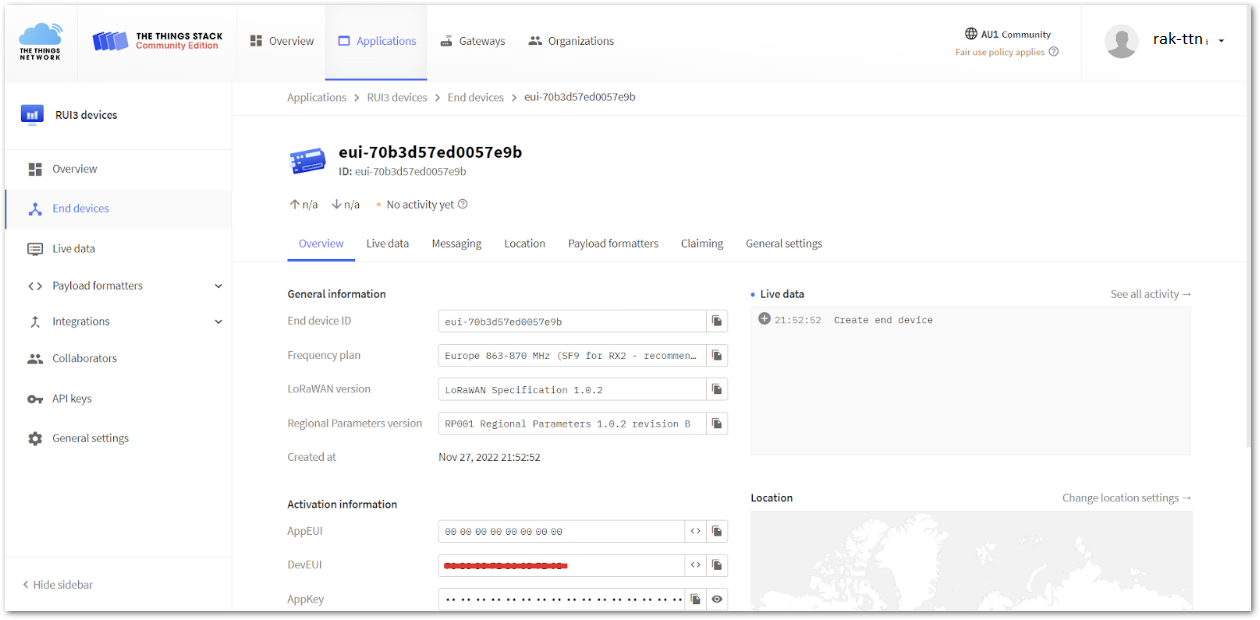 THE THINGS
NETWORK
THE THINGS STACK
Community Edition
Overview
Applications
Gateways
Organizations
AU1 Community
Fair use policy applies
rak-ttn
RUI3 devices
Overview
End devices
Live data
Payload formatters
Integrations
Collaborators
API keys
General settings
Hide sidebar
Applications > RUI3 devices > End devices > eui-70b3d57ed0057e9b
eui-70b3d57ed0057e9b
ID: eui-70b3d57ed0057e9b
↑ n/a ↓ n/a • No activity yet
Overview Live data Messaging Location Payload formatters Claiming General settings
General information
End device ID eui-70b3d57ed0057e9b
Frequency plan Europe 863-870 MHz (SF9 for RX2 - recommen…
LoRaWAN version LoRaWAN Specification 1.0.2
Regional Parameters version RP001 Regional Parameters 1.0.2 revision B
Created at Nov 27, 2022 21:52:52
Activation information
AppEUI 00 00 00 00 00 00 00 00
DevEUI
AppKey
Live data See all activity →
21:52:52 Create end device
Location Change location settings →